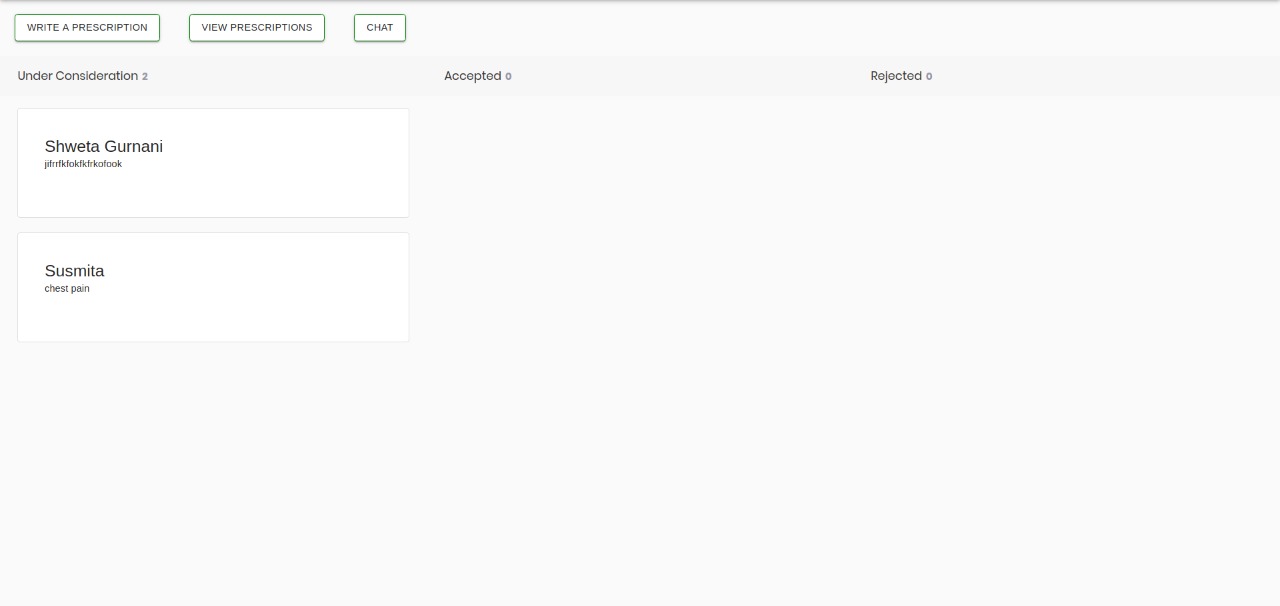 WRITE A PRESCRIPTION
VIEW PRESCRIPTIONS
CHAT
Under Consideration 2
Accepted 0
Rejected 0
Shweta Gurnani
jifrrfkfokfkfrkofook
Susmita
chest pain